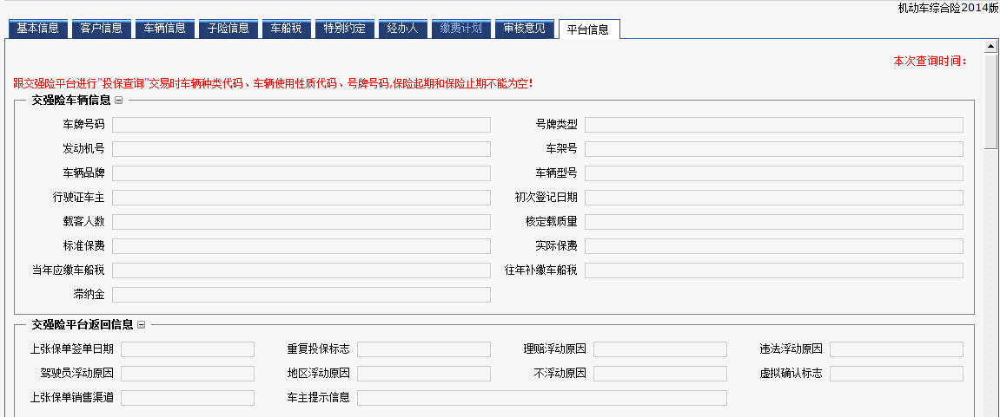 机动车综合险2014版
基本信息 客户信息 车辆信息 子险信息 车船税 特别约定 经办人 缴费计划 审核意见 平台信息
本次查询时间：
跟交强险平台进行"投保查询"交易时车辆种类代码、车辆使用性质代码、号牌号码,保险起期和保险止期不能为空!
交强险车辆信息
车牌号码 号牌类型
发动机号 车架号
车辆品牌 车辆型号
行驶证车主 初次登记日期
载客人数 核定载质量
标准保费 实际保费
当年应缴车船税 往年补缴车船税
滞纳金
交强险平台返回信息
上张保单签单日期 重复投保标志 理赔浮动原因 违法浮动原因
驾驶员浮动原因 地区浮动原因 不浮动原因 虚拟确认标志
上张保单销售渠道 车主提示信息